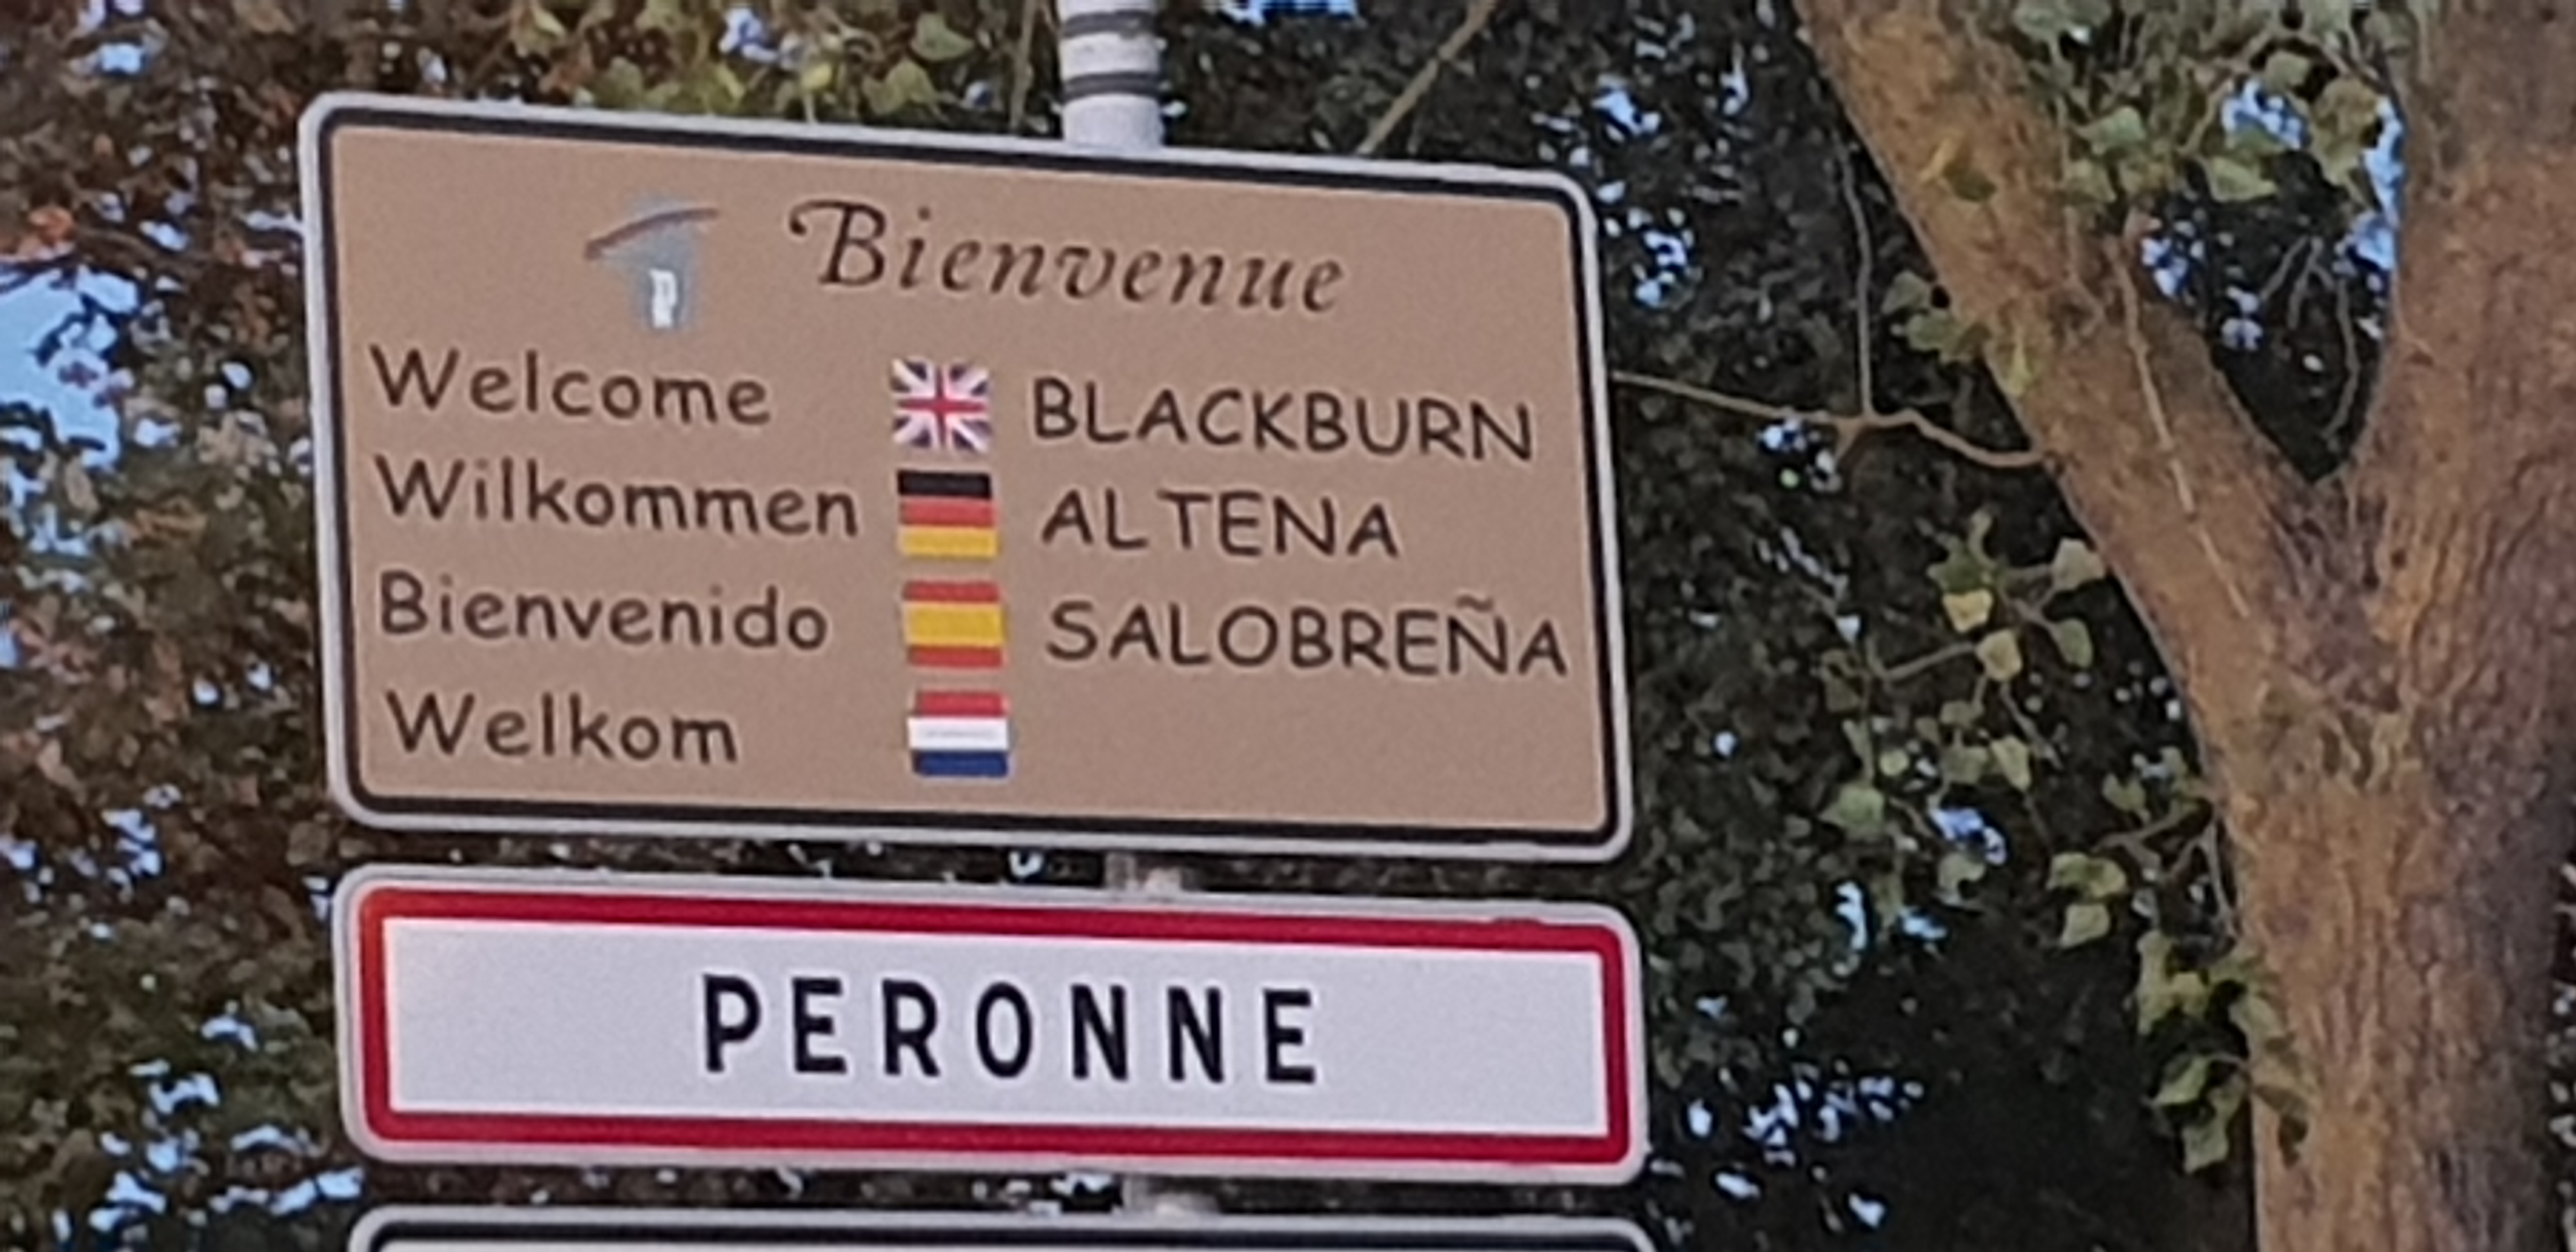 Bienvenue
P
Welcome BLACKBURN
Wilkommen ALTENA
Bienvenido SALOBREÑA
Welkom
PERONNE